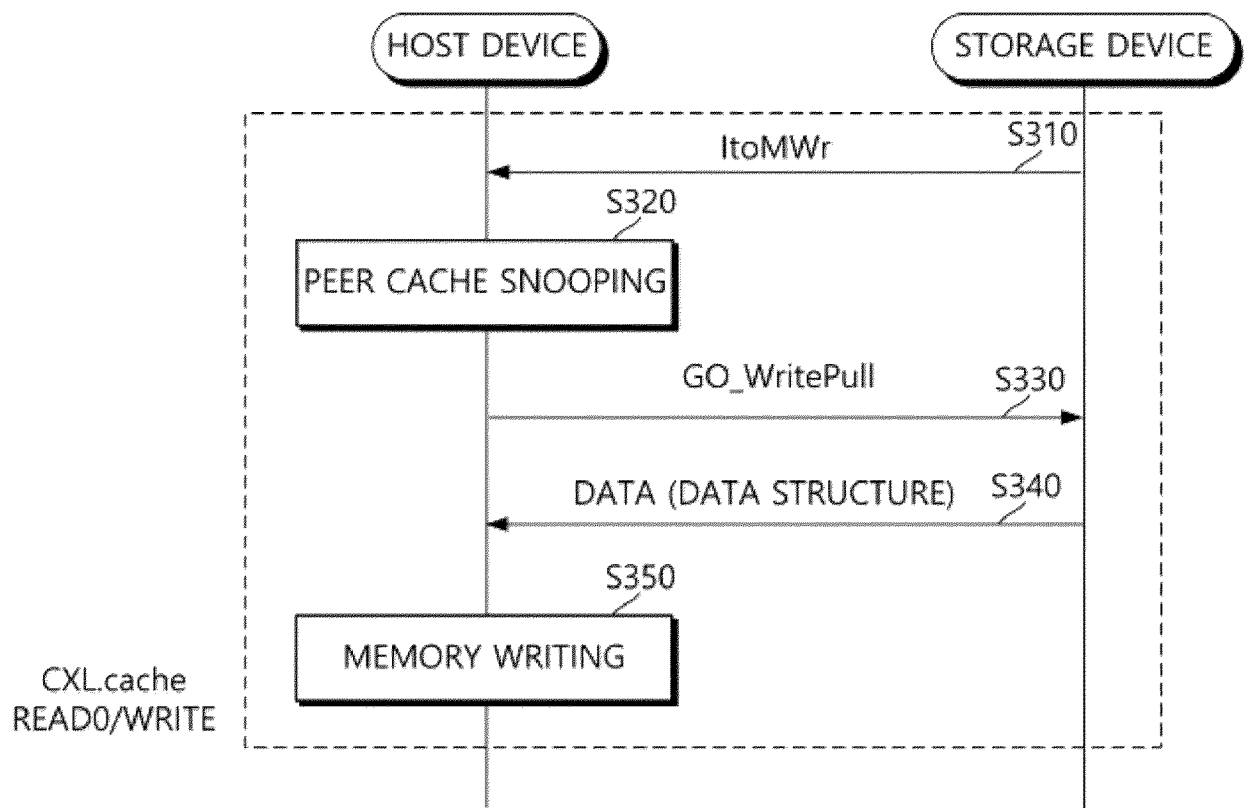 HOST DEVICE
STORAGE DEVICE
ItoMWr
S310
S320
PEER CACHE SNOOPING
GO_WritePull
S330
DATA (DATA STRUCTURE)
S340
S350
MEMORY WRITING
CXL.cache
READ0/WRITE